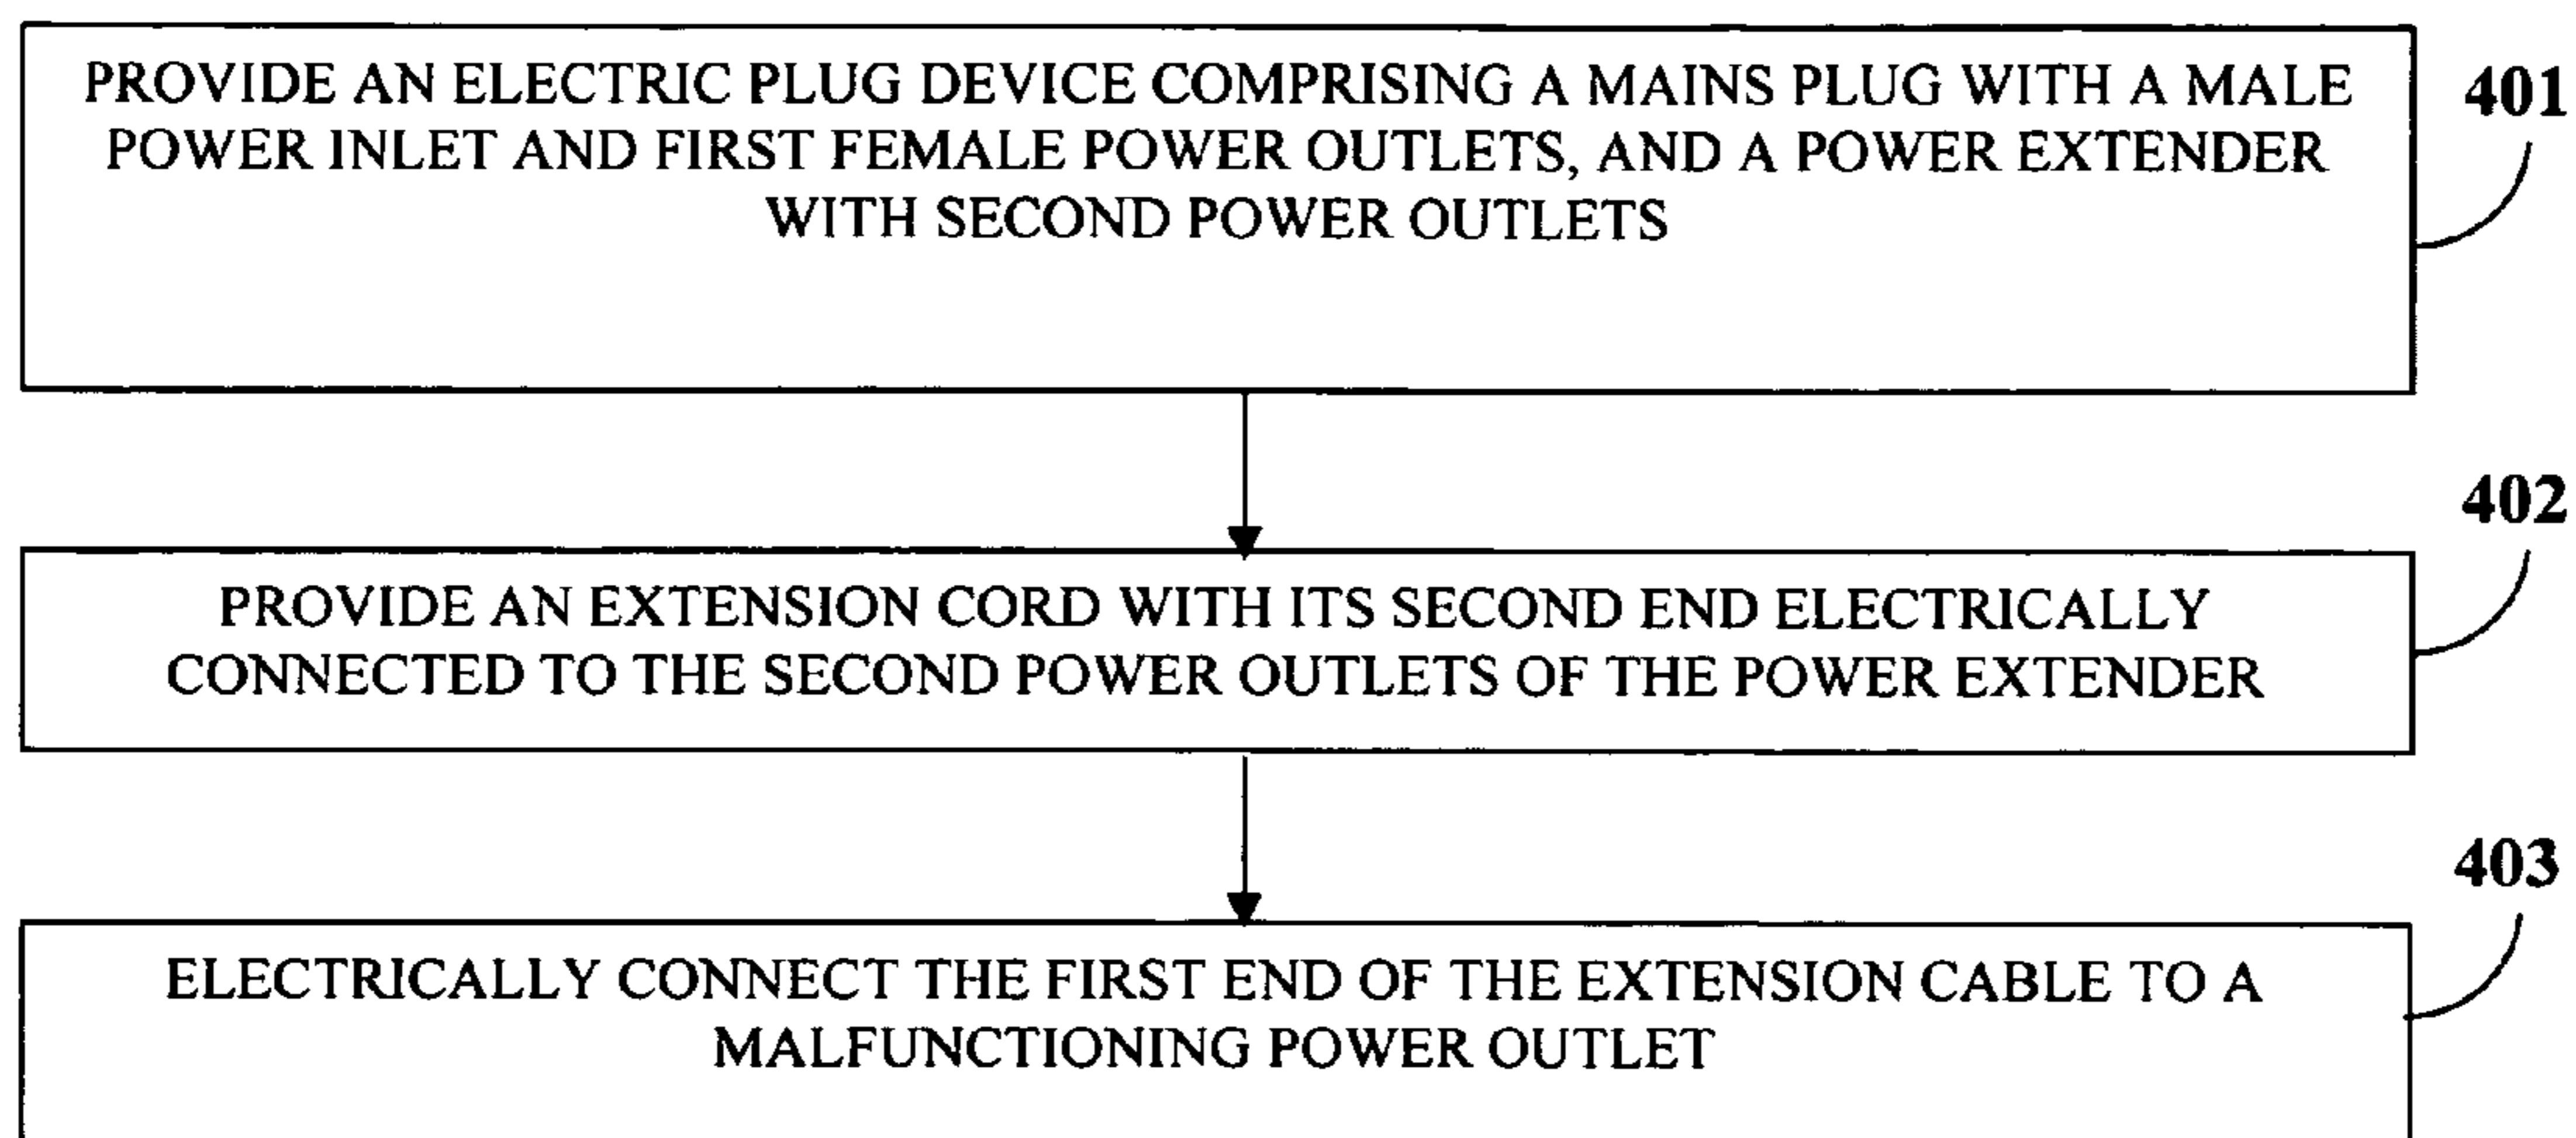 PROVIDE AN ELECTRIC PLUG DEVICE COMPRISING A MAINS PLUG WITH A MALE
POWER INLET AND FIRST FEMALE POWER OUTLETS, AND A POWER EXTENDER
WITH SECOND POWER OUTLETS
401
PROVIDE AN EXTENSION CORD WITH ITS SECOND END ELECTRICALLY
CONNECTED TO THE SECOND POWER OUTLETS OF THE POWER EXTENDER
402
ELECTRICALLY CONNECT THE FIRST END OF THE EXTENSION CABLE TO A
MALFUNCTIONING POWER OUTLET
403